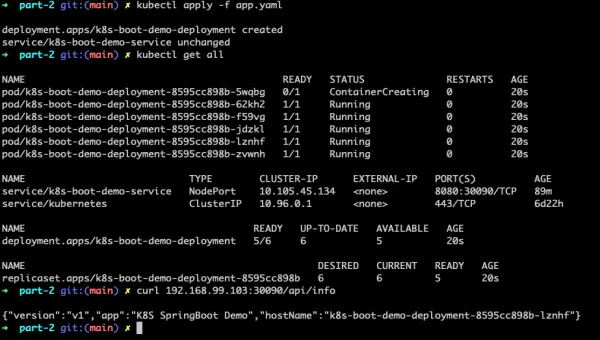 ➜ part-2 git:(main) ✗ kubectl apply -f app.yaml
deployment.apps/k8s-boot-demo-deployment created
service/k8s-boot-demo-service unchanged
➜ part-2 git:(main) ✗ kubectl get all
NAME READY STATUS RESTARTS AGE
pod/k8s-boot-demo-deployment-8595cc898b-5wqbg 0/1 ContainerCreating 0 20s
pod/k8s-boot-demo-deployment-8595cc898b-62kh2 1/1 Running 0 20s
pod/k8s-boot-demo-deployment-8595cc898b-f59vg 1/1 Running 0 20s
pod/k8s-boot-demo-deployment-8595cc898b-jdzkl 1/1 Running 0 20s
pod/k8s-boot-demo-deployment-8595cc898b-lznhf 1/1 Running 0 20s
pod/k8s-boot-demo-deployment-8595cc898b-zvwnh 1/1 Running 0 20s
NAME TYPE CLUSTER-IP EXTERNAL-IP PORT(S) AGE
service/k8s-boot-demo-service NodePort 10.105.45.134 <none> 8080:30090/TCP 89m
service/kubernetes ClusterIP 10.96.0.1 <none> 443/TCP 6d22h
NAME READY UP-TO-DATE AVAILABLE AGE
deployment.apps/k8s-boot-demo-deployment 5/6 6 5 20s
NAME DESIRED CURRENT READY AGE
replicaset.apps/k8s-boot-demo-deployment-8595cc898b 6 6 5 20s
➜ part-2 git:(main) ✗ curl 192.168.99.103:30090/api/info
{"version":"v1","app":"K8S SpringBoot Demo","hostName":"k8s-boot-demo-deployment-8595cc898b-lznhf"}
➜ part-2 git:(main) ✗